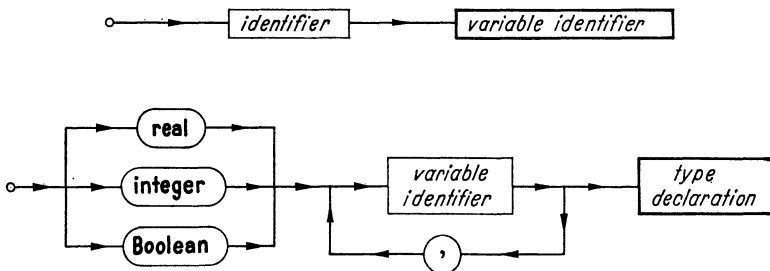 identifier variable identifier
real
integer
variable identifier
type declaration
Boolean
,